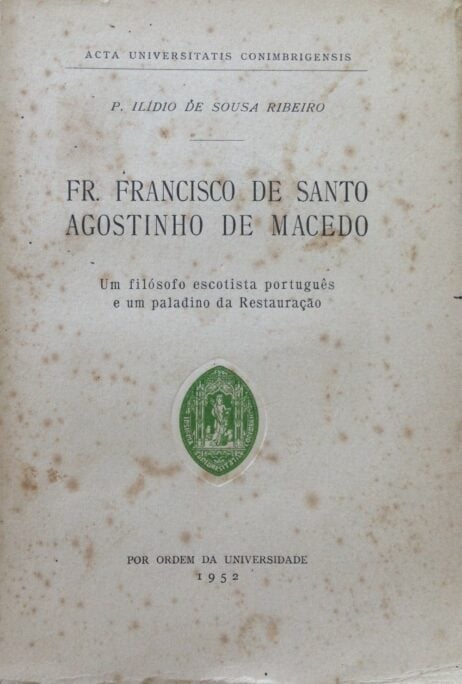 ACTA UNIVERSITATIS CONIMBRIGENSIS
P. ILÍDIO DE SOUSA RIBEIRO
FR. FRANCISCO DE SANTO
AGOSTINHO DE MACEDO
Um filósofo escotista português
e um paladino da Restauração
POR ORDEM DA UNIVERSIDADE
1952